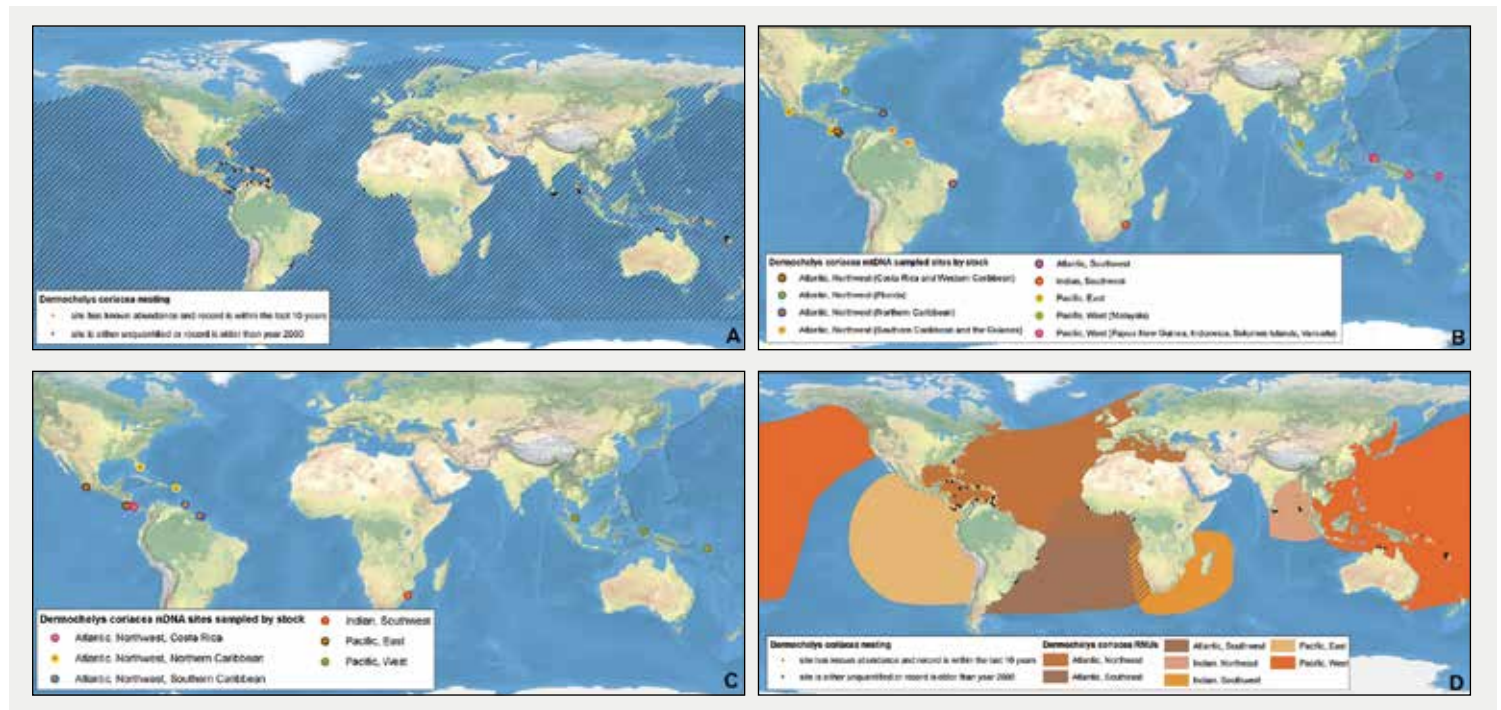 Dermochelys coriacea nesting
site has known abundance and record is within the last 10 years
site is either unquantified or record is older than year 2000
A
Dermochelys coriacea mtDNA sampled sites by stock
Atlantic, Northwest (Costa Rica and Western Caribbean)
Atlantic, Northwest (Florida)
Atlantic, Northwest (Northern Caribbean)
Atlantic, Northwest (Southern Caribbean and the Guianas)
Atlantic, Southwest
Indian, Southwest
Pacific, East
Pacific, West (Malaysia)
Pacific, West (Papua New Guinea, Indonesia, Solomon Islands, Vanuatu)
B
Dermochelys coriacea nDNA sites sampled by stock
Atlantic, Northwest, Costa Rica
Atlantic, Northwest, Northern Caribbean
Atlantic, Northwest, Southern Caribbean
Indian, Southwest
Pacific, East
Pacific, West
C
Dermochelys coriacea nesting
site has known abundance and record is within the last 10 years
site is either unquantified or record is older than year 2000
Dermochelys coriacea RMUs
Atlantic, Northwest
Atlantic, Southeast
Atlantic, Southwest
Indian, Northeast
Indian, Southwest
Pacific, East
Pacific, West
D